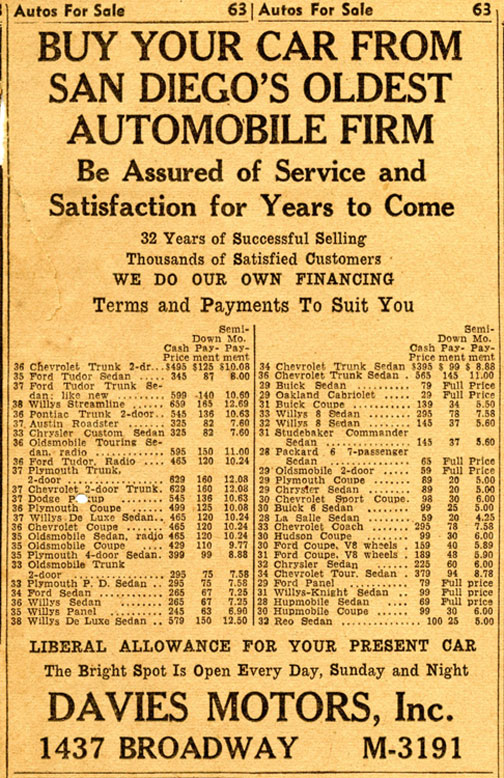 Autos For Sale 63
Autos For Sale 63
BUY YOUR CAR FROM
SAN DIEGO'S OLDEST
AUTOMOBILE FIRM
Be Assured of Service and
Satisfaction for Years to Come
32 Years of Successful Selling
Thousands of Satisfied Customers
WE DO OUR OWN FINANCING
Terms and Payments To Suit You
Semi-
Down Mo.
Cash Pay- Pay-
Price ment ment
36 Chevrolet Trunk 2-dr... $495 $125 $10.08
35 Ford Tudor Sedan ..... 345 87 8.00
37 Ford Tudor Trunk Se-
dan, like new ......... 599 140 10.60
38 Willys Streamline ...... 659 165 12.69
36 Pontiac Trunk 2-door.. 545 136 10.63
37 Austin Roadster ....... 325 82 7.60
33 Chrysler Custom Sedan 325 82 7.60
36 Oldsmobile Touring Se-
dan, radio ............ 595 150 11.00
36 Ford Tudor, Radio .... 465 120 10.24
37 Plymouth Trunk,
2-door ................ 629 160 12.08
37 Chevrolet 2-door Trunk. 629 160 12.08
37 Dodge up ....... 545 136 10.63
36 Plymouth Coupe ...... 499 125 10.08
37 Willys De Luxe Sedan.. 465 120 10.24
36 Chevrolet Coupe ...... 465 120 10.24
35 Oldsmobile Sedan, radio 465 120 10.24
35 Oldsmobile Coupe .... 429 110 9.77
35 Plymouth 4-door Sedan. 399 99 8.88
33 Oldsmobile Trunk
2-door ................ 295 75 7.58
33 Plymouth P. D. Sedan .. 295 75 7.58
34 Ford Sedan ........... 265 67 7.25
36 Willys Sedan ......... 265 67 7.25
35 Willys Panel ......... 245 63 6.90
38 Willys De Luxe Sedan .. 579 150 12.50
Semi-
Down Mo.
Cash Pay- Pay-
Price ment ment
34 Chevrolet Trunk Sedan $395 $ 99 $ 8.88
36 Chevrolet Trunk Sedan. 565 145 11.00
29 Buick Sedan .......... 79 Full Price
29 Oakland Cabriolet ..... 29 Full Price
31 Buick Coupe .......... 139 34 5.50
33 Willys 8 Sedan ....... 295 78 7.58
32 Willys 8 Sedan ....... 145 37 5.60
31 Studebaker Commander
Sedan ................ 145 37 5.60
28 Packard 6 7-passenger
Sedan ................ 65 Full Price
29 Oldsmobile 2-door .... 59 Full Price
29 Plymouth Coupe ...... 89 20 5.00
29 Chrysler Sedan ....... 89 20 5.00
30 Chevrolet Sport Coupe. 98 30 6.00
30 Buick 6 Sedan ........ 99 25 5.00
28 La Salle Sedan ....... 59 20 4.25
33 Chevrolet Coach ...... 295 78 7.58
30 Hudson Coupe ........ 99 30 6.00
30 Ford Coupe, V8 wheels . 159 40 5.89
31 Ford Coupe, V8 wheels . 189 48 5.90
32 Chrysler Sedan ....... 225 60 6.00
34 Chevrolet Tour. Sedan . 379 94 8.78
29 Ford Panel ........... 79 Full price
31 Willys-Knight Sedan .. 99 Full price
28 Hupmobile Sedan .... 69 Full price
30 Hupmobile Coupe ..... 99 30 6.00
32 Reo Sedan .......... 100 25 5.00
LIBERAL ALLOWANCE FOR YOUR PRESENT CAR
The Bright Spot Is Open Every Day, Sunday and Night
DAVIES MOTORS, Inc.
1437 BROADWAY M-3191